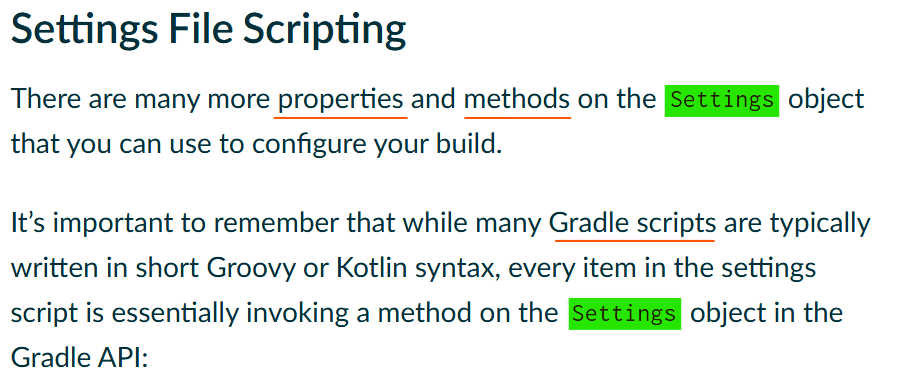 Settings File Scripting
There are many more properties and methods on the Settings object
that you can use to configure your build.
It’s important to remember that while many Gradle scripts are typically
written in short Groovy or Kotlin syntax, every item in the settings
script is essentially invoking a method on the Settings object in the
Gradle API: